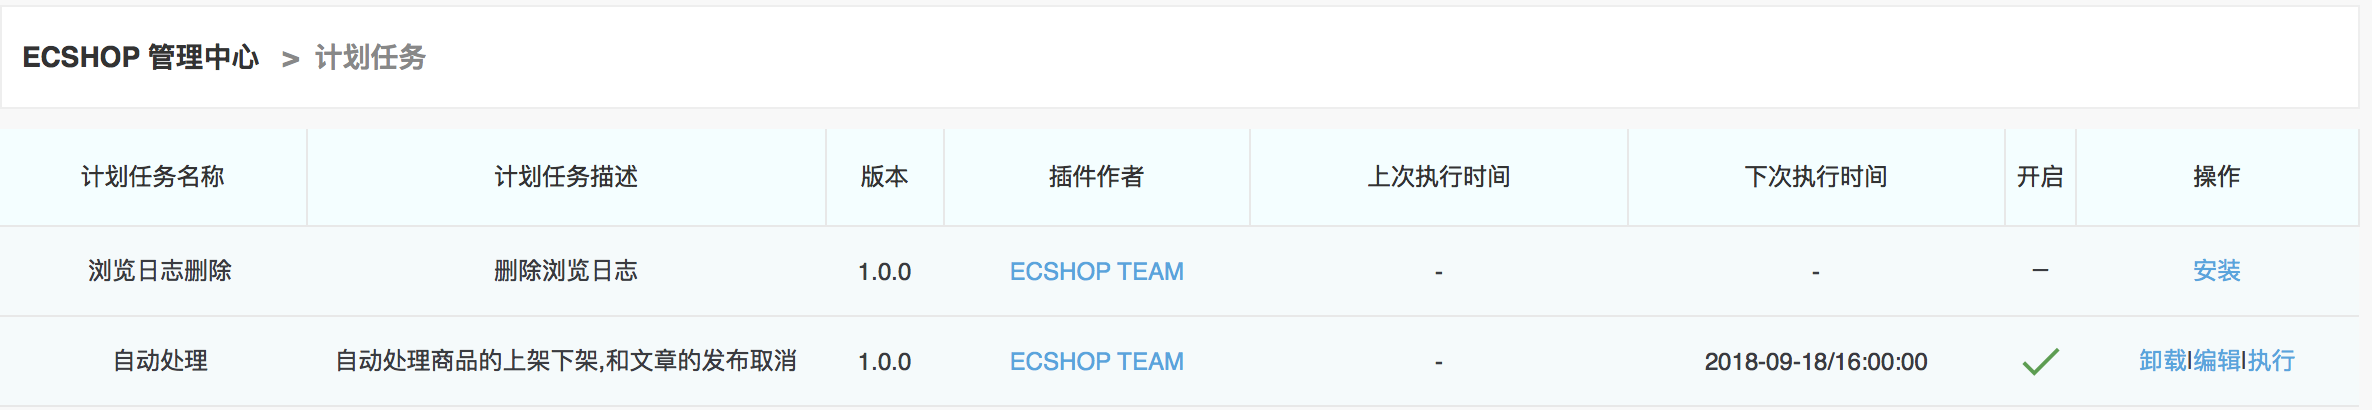 ECSHOP 管理中心 > 计划任务
计划任务名称 计划任务描述 版本 插件作者 上次执行时间 下次执行时间 开启 操作
浏览日志删除 删除浏览日志 1.0.0 ECSHOP TEAM - - – 安装
自动处理 自动处理商品的上架下架,和文章的发布取消 1.0.0 ECSHOP TEAM - 2018-09-18/16:00:00 卸载|编辑|执行